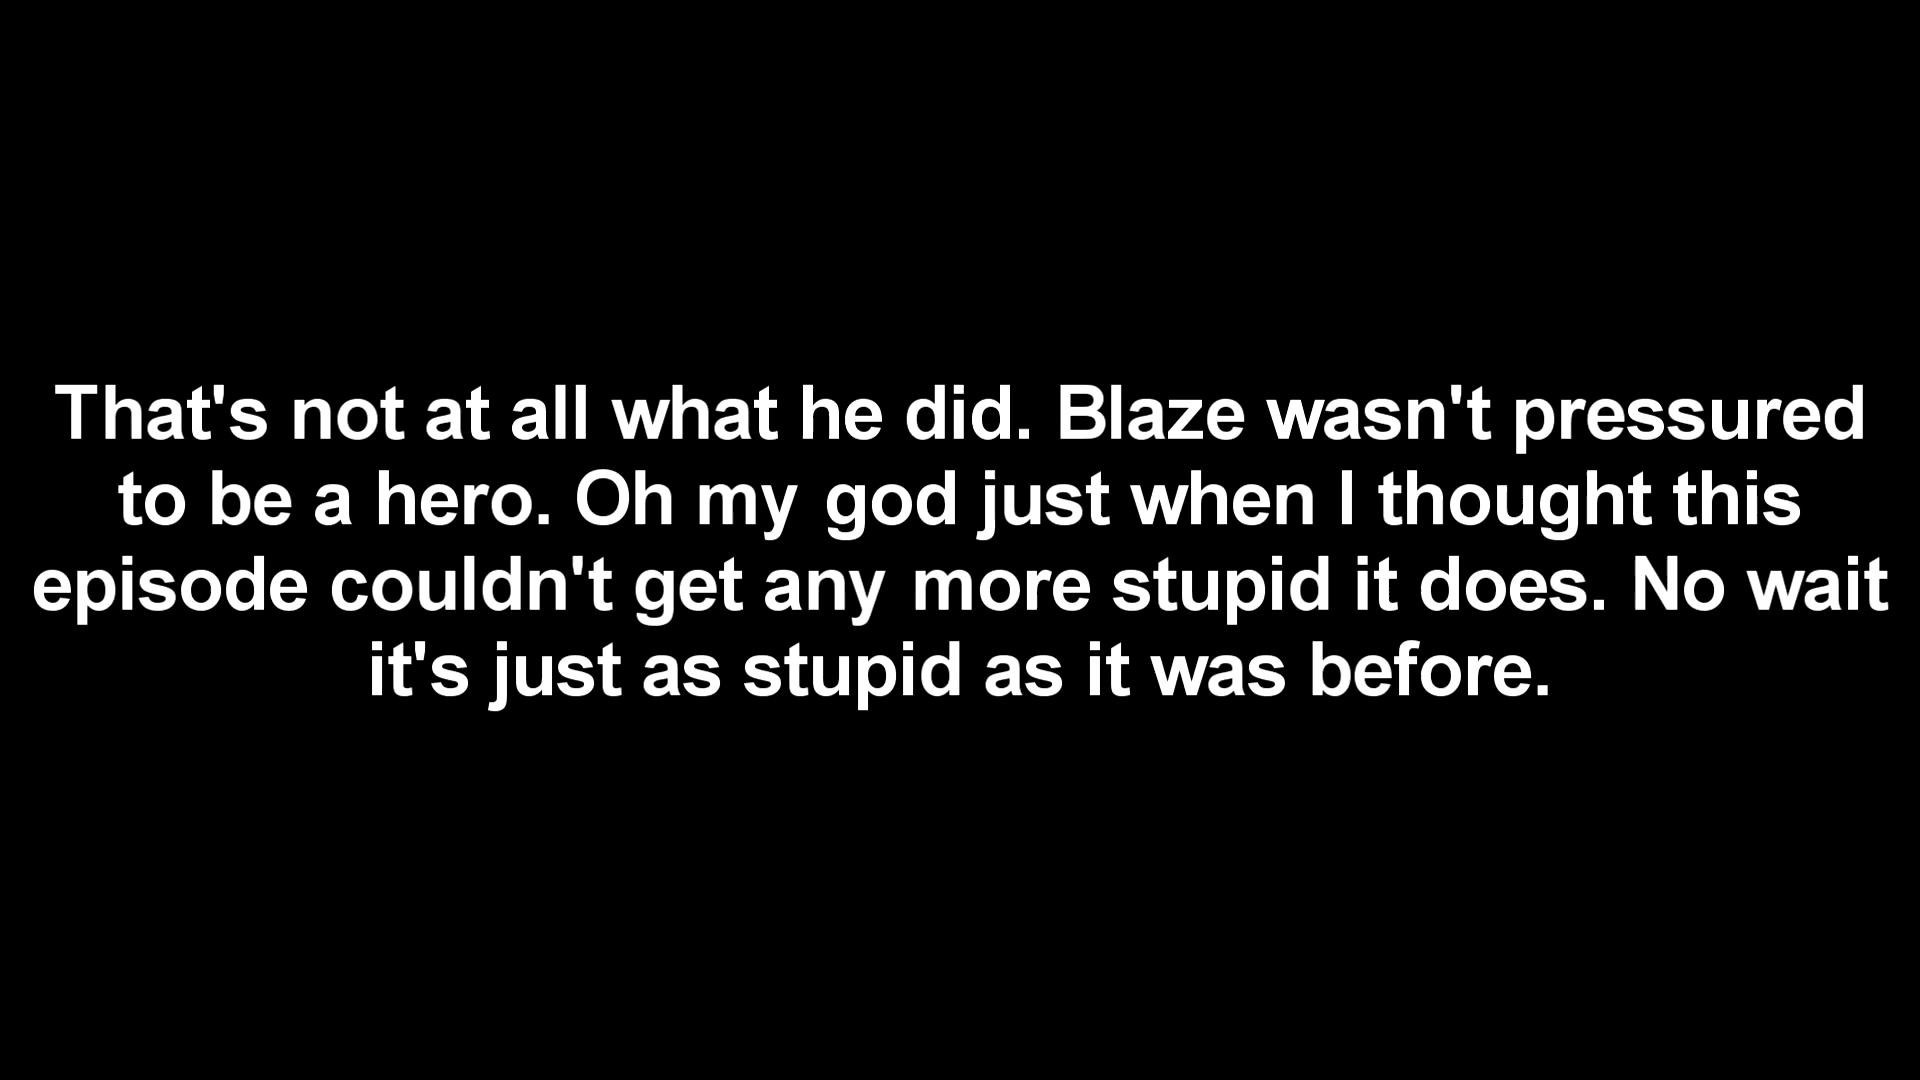 That's not at all what he did. Blaze wasn't pressured
to be a hero. Oh my god just when I thought this
episode couldn't get any more stupid it does. No wait
it's just as stupid as it was before.